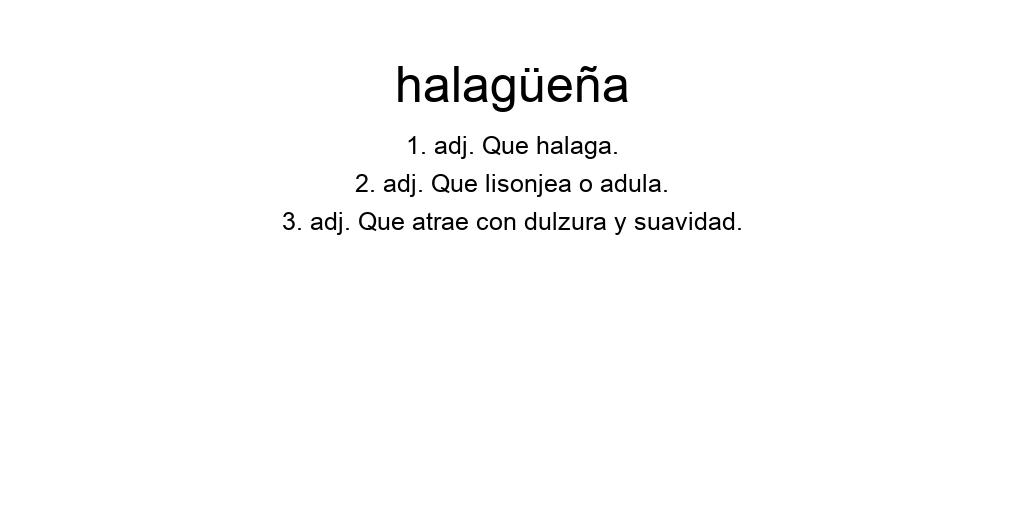 halagüeña
1. adj. Que halaga.
2. adj. Que lisonjea o adula.
3. adj. Que atrae con dulzura y suavidad.